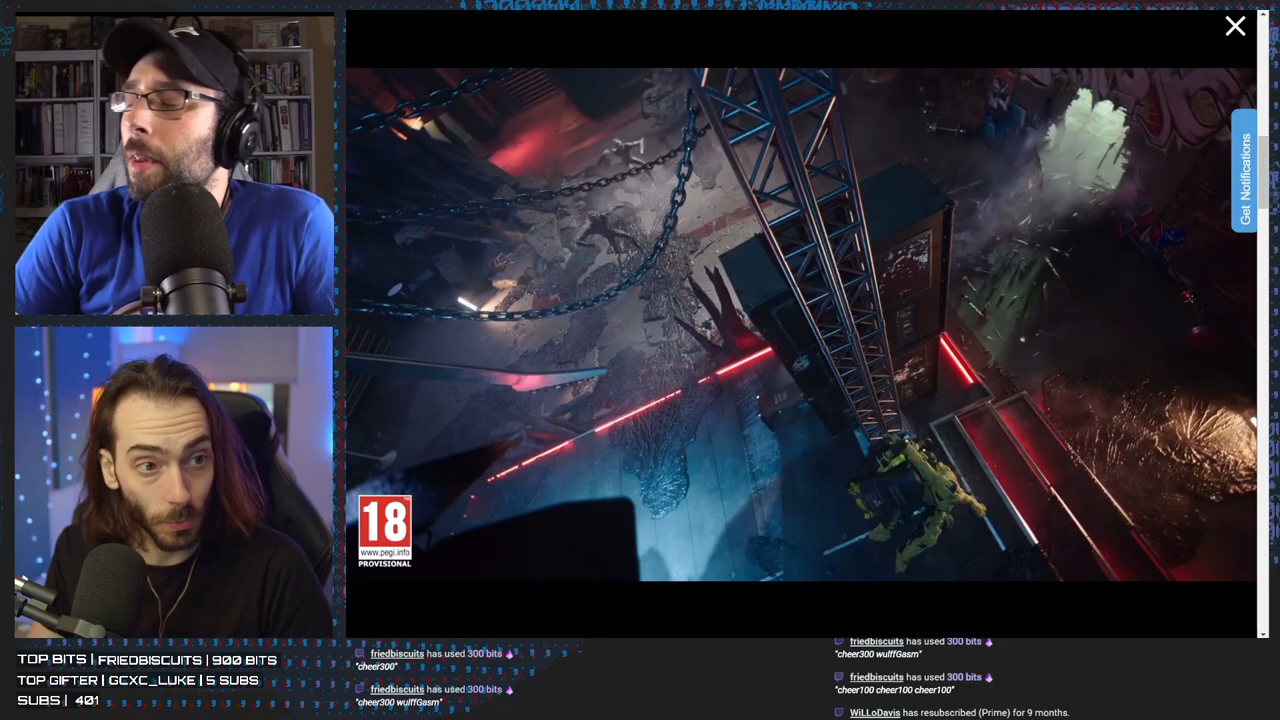 Get Notifications
18
www.pegi.info
PROVISIONAL
TOP BITS | FRIEDBISCUITS | 900 BITS
TOP GIFTER | GCXC_LUKE | 5 SUBS
SUBS | 401
friedbiscuits has used 300 bits
"cheer300"
friedbiscuits has used 300 bits
"cheer300 wulffGasm"
friedbiscuits has used 300 bits
"cheer300 wulffGasm"
friedbiscuits has used 300 bits
"cheer100 cheer100 cheer100"
WiLLoDavis has resubscribed (Prime) for 9 months.